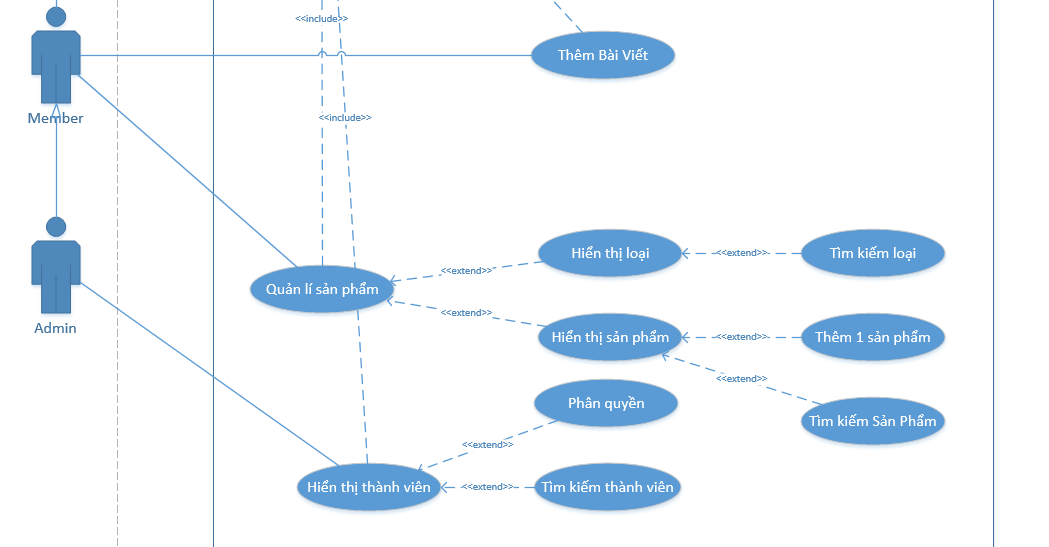 <<include>>
Thêm Bài Viết
Member
<<include>>
Hiển thị loại
<<extend>>
Tìm kiếm loại
<<extend>>
Quản lí sản phẩm
<<extend>>
Hiển thị sản phẩm
<<extend>>
Thêm 1 sản phẩm
Admin
<<extend>>
Phân quyền
Tìm kiếm Sản Phẩm
<<extend>>
Hiển thị thành viên
<<extend>>
Tìm kiếm thành viên